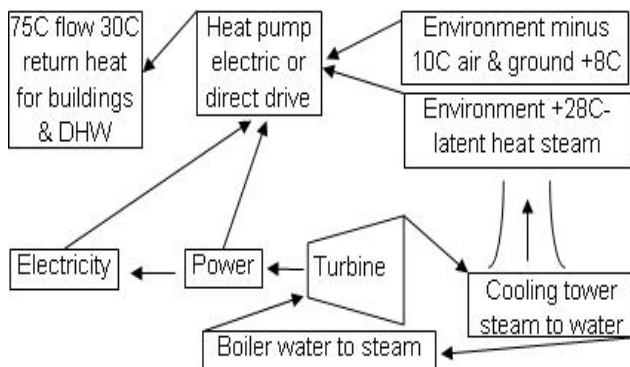 75C flow 30C
return heat
for buildings
& DHW
Heat pump
electric or
direct drive
Environment minus
10C air & ground +8C
Environment +28C-
latent heat steam
Electricity
Power
Turbine
Cooling tower
steam to water
Boiler water to steam